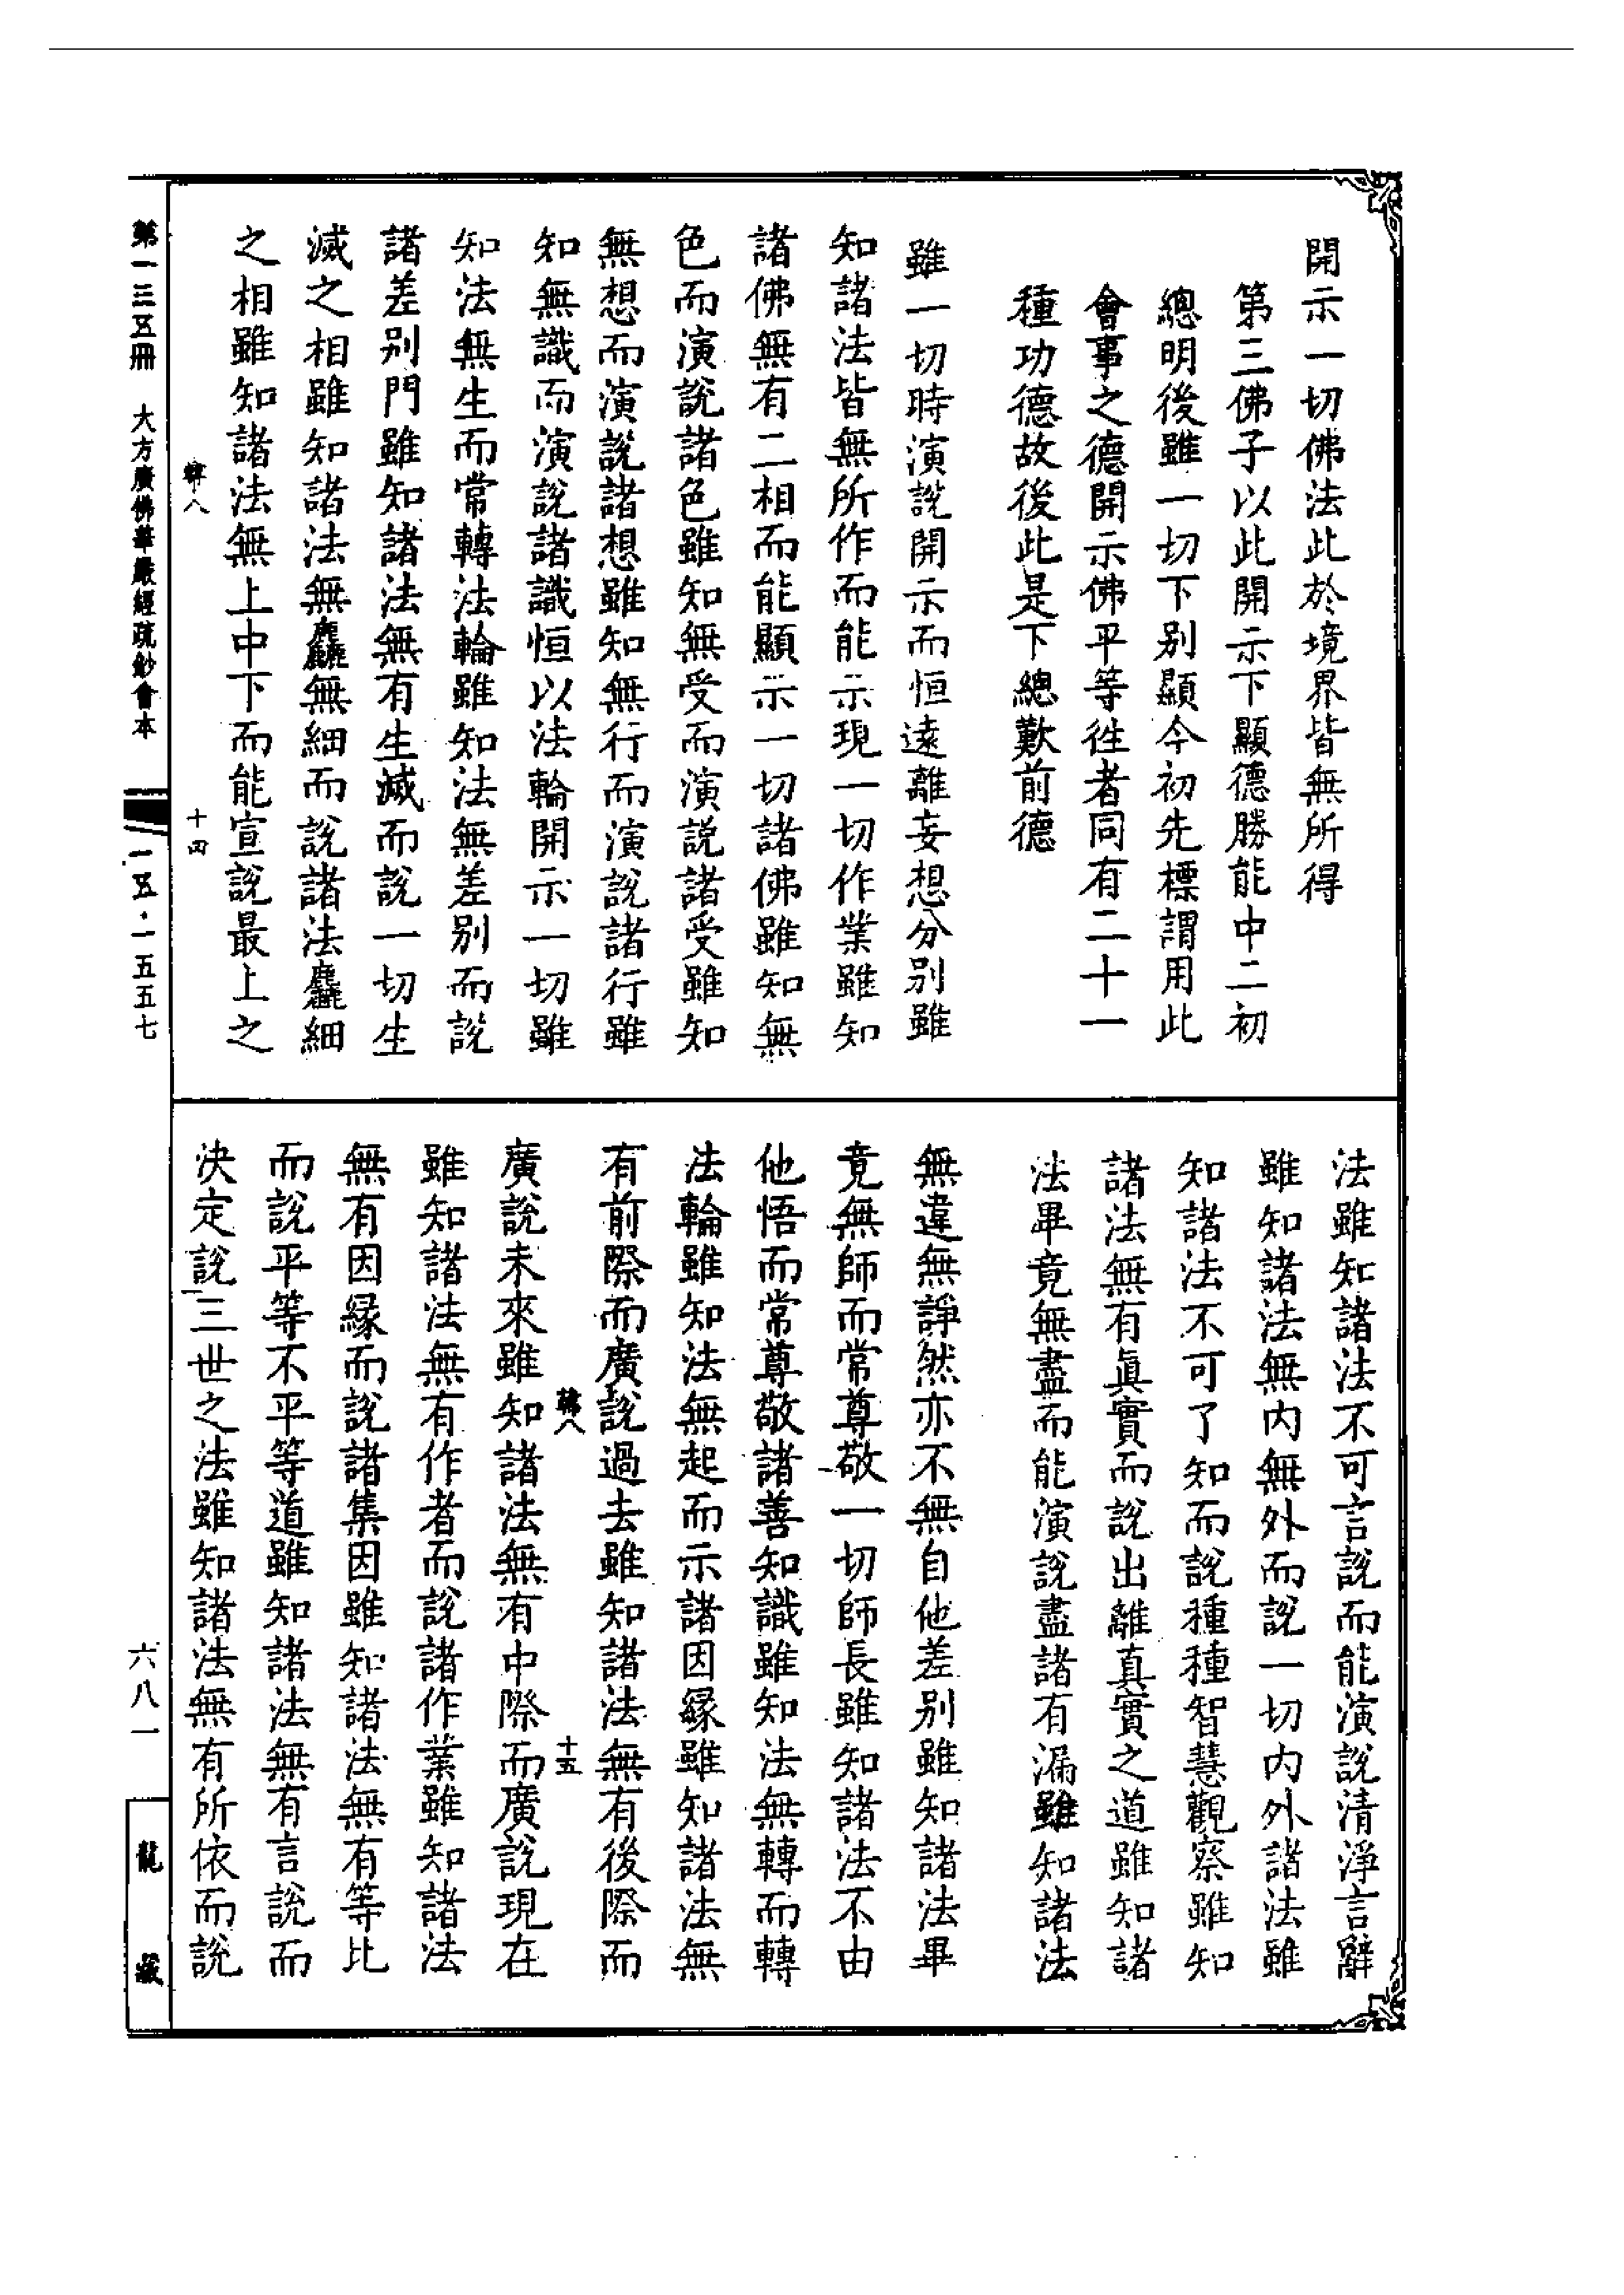 開示一切佛法此於境界皆無所得
第三佛子以此開示下顯德勝能中二初
總明後雖一切下別顯今初先標謂用此
會事之德開示佛平等徃者同有二十一
種功德故後此是下總歎前德
雖一切時演說開示而恒遠離妄想分別雖
知諸法皆無所作而能示現一切作業雖知
諸佛無有二相而能顯示一切諸佛雖知無
色而演說諸色雖知無受而演說諸受雖知
無想而演說諸想雖知無行而演說諸行雖
知無識而演說諸識恒以法輪開示一切雖
知法無生而常轉法輪雖知法無差別而說
諸差別門雖知諸法無有生滅而說一切生
滅之相雖知諸法無麤無細而說諸法麤細
之相雖知諸法無上中下而能宣說最上之
韓八
十四
法雖知諸法不可言說而能演說清淨言辭
雖知諸法無內無外而說一切內外諸法雖
知諸法不可了知而說種種智慧觀察雖知
諸法無有眞實而說出離真實之道雖知諸
法畢竟無盡而能演說盡諸有漏雖知諸法
無違無諍然亦不無自他差別雖知諸法畢
竟無師而常尊敬一切師長雖知諸法不由
他悟而常尊敬諸善知識雖知法無轉而轉
法輪雖知法無起而示諸因緣雖知諸法無
有前際而廣說過去雖知諸法無有後際而
韓八
十五
廣說未來雖知諸法無有中際而廣說現在
雖知諸法無有作者而說諸作業雖知諸法
無有因緣而說諸集因雖知諸法無有等比
而說平等不平等道雖知諸法無有言說而
決定說三世之法雖知諸法無有所依而說
第一三五冊 大方廣佛華嚴經疏鈔會本
一五·一五五七
六八一
龍藏